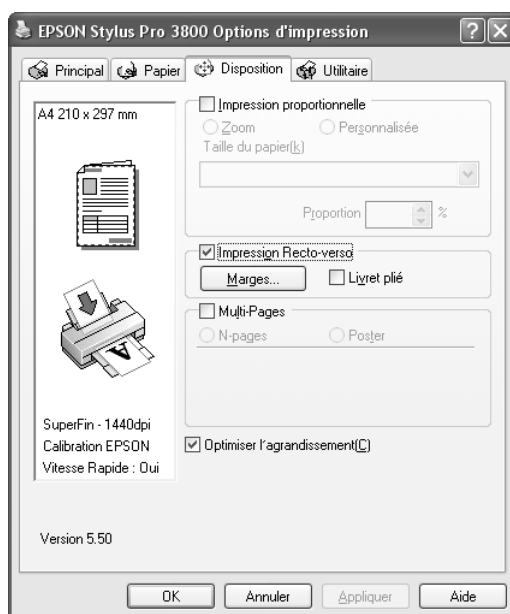 EPSON Stylus Pro 3800 Options d'impression
Principal Papier Disposition Utilitaire
A4 210 x 297 mm
Impression proportionnelle
Zoom Personnalisée
Taille du papier(k)
Proportion %
Impression Recto-verso
Marges... Livret plié
Multi-Pages
N-pages Poster
A
SuperFin - 1440dpi
Calibration EPSON
Vitesse Rapide : Oui
Optimiser l'agrandissement(C)
Version 5.50
OK Annuler Appliquer Aide